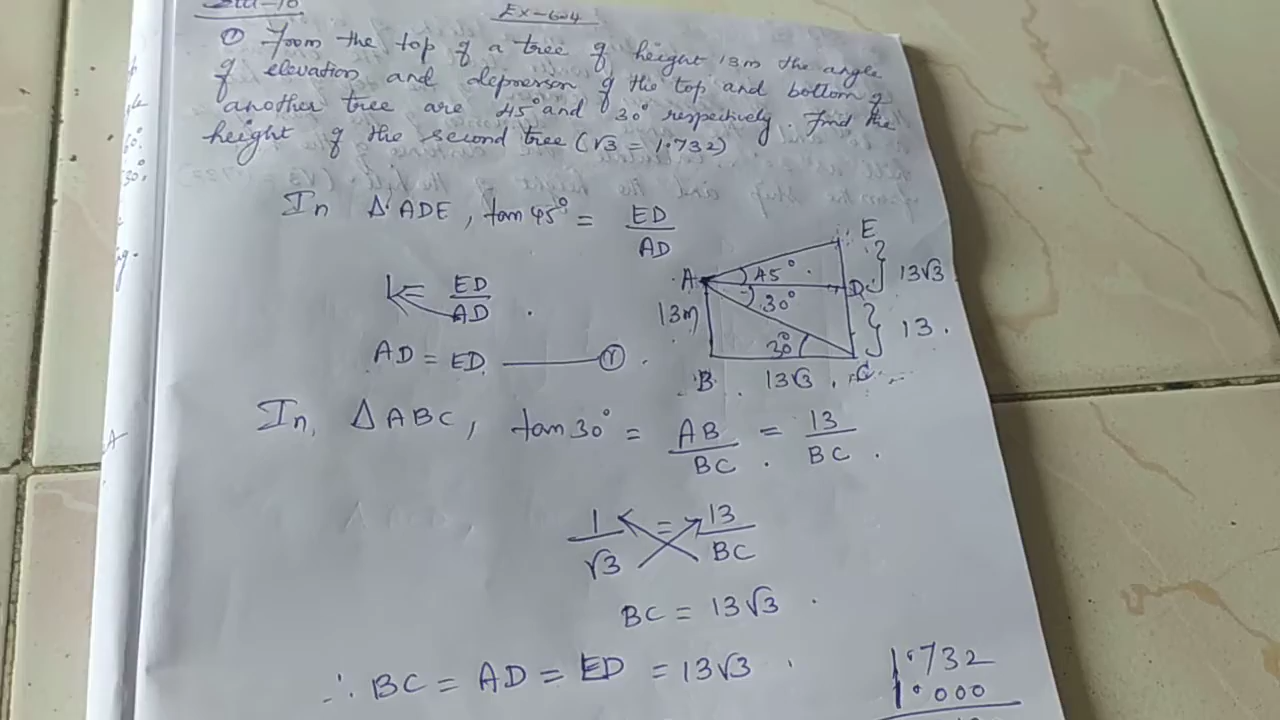 Ex-6.4
① From the top of a tree of height 13m the angle
of elevation and depression of the top and bottom of
another tree are 45° and 30° respectively. Find the
height of the second tree (√3 = 1.732)
In ΔADE, tan 45° = ED/AD
1 = ED/AD
AD = ED ——— ①
E
A 45° 13√3
D
30°
13m
30° 13.
B 13√3 C
In, ΔABC, tan 30° = AB/BC = 13/BC.
1/√3 = 13/BC
BC = 13√3
∴ BC = AD = ED = 13√3
1.732
1.000